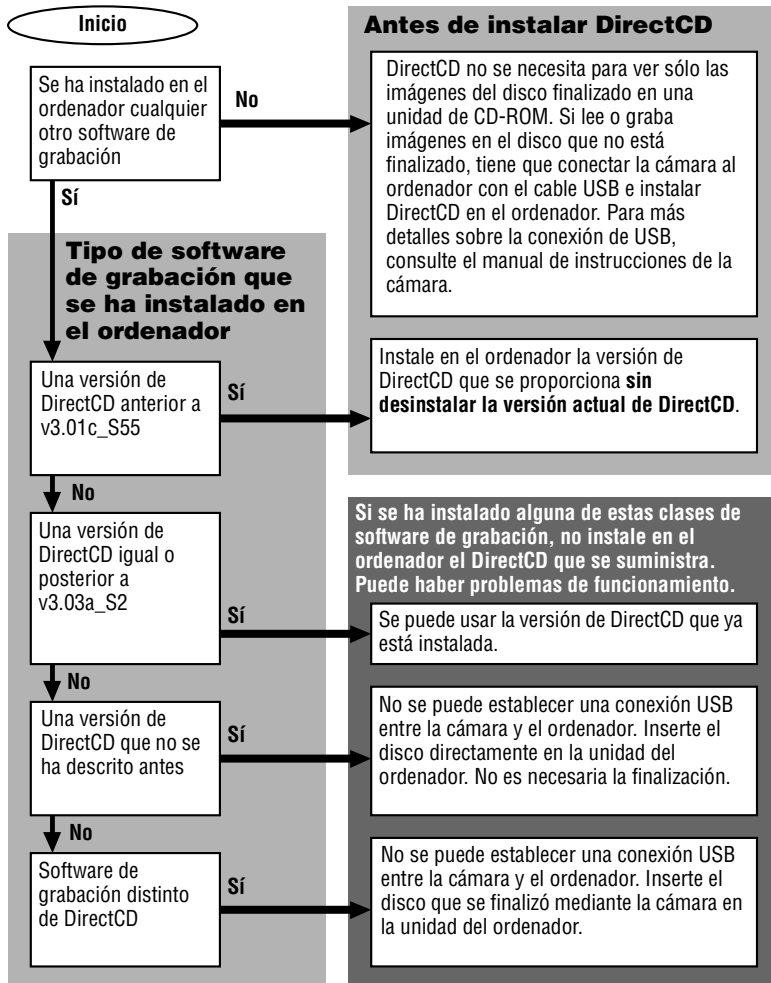 Inicio
Antes de instalar DirectCD
Se ha instalado en el
ordenador cualquier
otro software de
grabación
No
DirectCD no se necesita para ver sólo las
imágenes del disco finalizado en una
unidad de CD-ROM. Si lee o graba
imágenes en el disco que no está
finalizado, tiene que conectar la cámara al
ordenador con el cable USB e instalar
DirectCD en el ordenador. Para más
detalles sobre la conexión de USB,
consulte el manual de instrucciones de la
cámara.
Sí
Tipo de software
de grabación que
se ha instalado en
el ordenador
Una versión de
DirectCD anterior a
v3.01c_S55
Sí
Instale en el ordenador la versión de
DirectCD que se proporciona sin
desinstalar la versión actual de DirectCD.
No
Si se ha instalado alguna de estas clases de
software de grabación, no instale en el
ordenador el DirectCD que se suministra.
Puede haber problemas de funcionamiento.
Una versión de
DirectCD igual o
posterior a
v3.03a_S2
Sí
Se puede usar la versión de DirectCD que ya
está instalada.
No
Una versión de
DirectCD que no se
ha descrito antes
Sí
No se puede establecer una conexión USB
entre la cámara y el ordenador. Inserte el
disco directamente en la unidad del
ordenador. No es necesaria la finalización.
No
Software de
grabación distinto
de DirectCD
Sí
No se puede establecer una conexión USB
entre la cámara y el ordenador. Inserte el
disco que se finalizó mediante la cámara en
la unidad del ordenador.